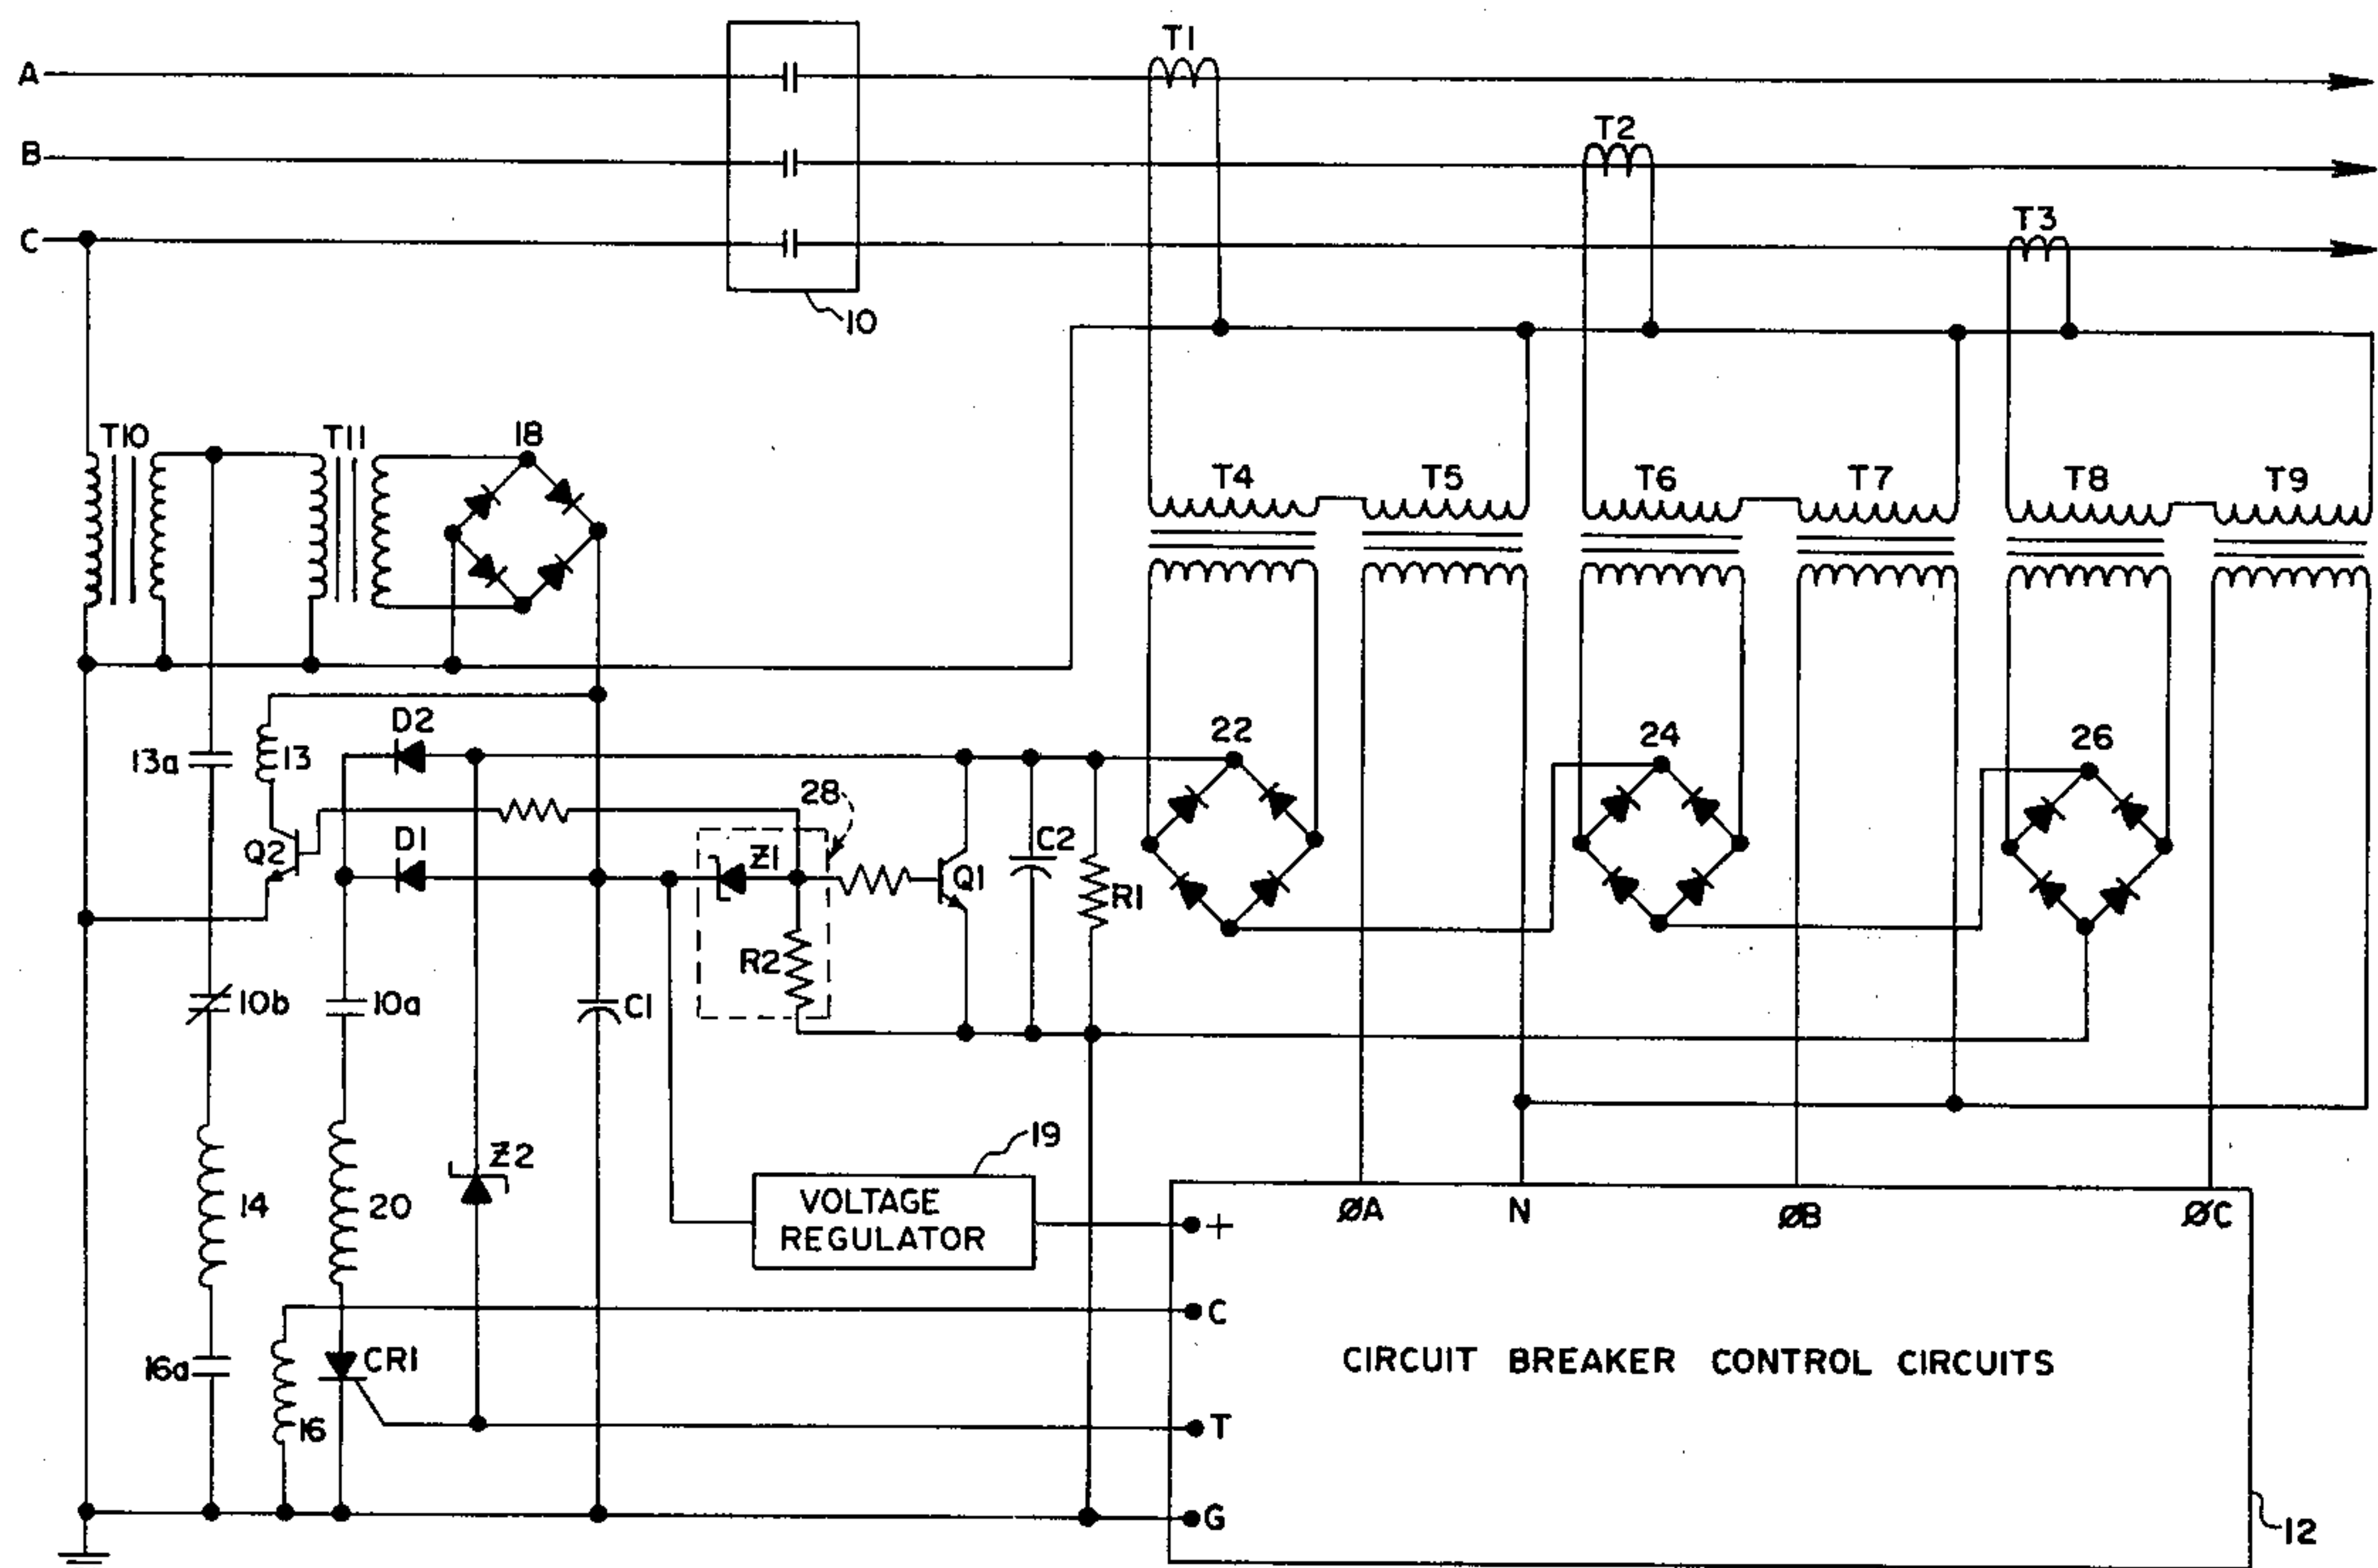 T1
A
T2
B
T3
C
10
T10
T11
18
T4
T5
T6
T7
T8
T9
D2
22
24
26
13a
13
28
Q2
D1
Z1
Q1
C2
R1
R2
10b
10a
C1
19
Z2
14
20
VOLTAGE
REGULATOR
+
ØA
N
ØB
ØC
C
16a
CR1
CIRCUIT BREAKER CONTROL CIRCUITS
16
T
G
12